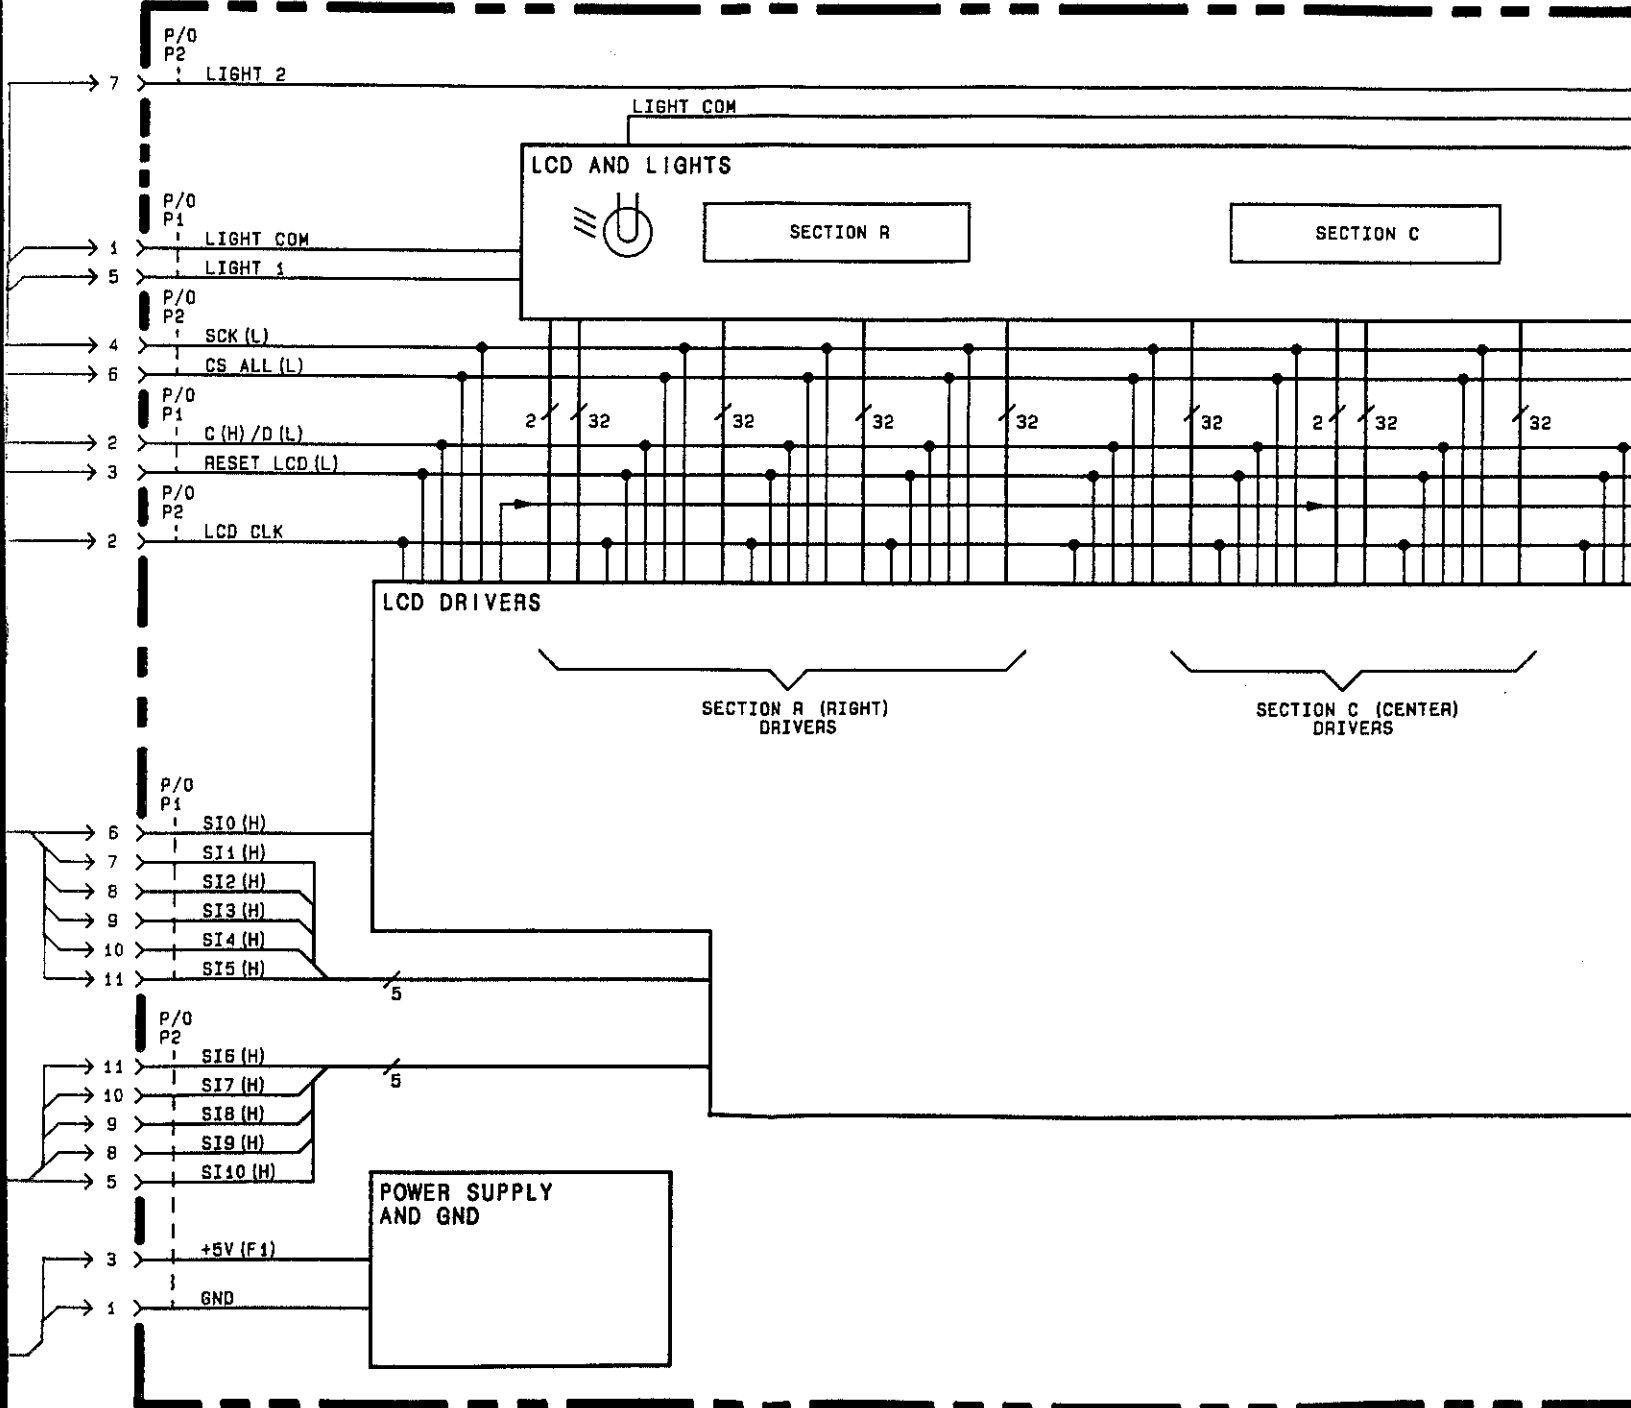 P/O
P2
7 LIGHT 2
LIGHT COM
LCD AND LIGHTS
SECTION R
SECTION C
P/O
P1
1 LIGHT COM
5 LIGHT 1
P/O
P2
4 SCK (L)
6 CS ALL (L)
P/O
P1
2 32 32 32 32 32 2 32 32
2 C (H) /D (L)
3 RESET LCD (L)
P/O
P2
2 LCD CLK
LCD DRIVERS
SECTION R (RIGHT)
DRIVERS
SECTION C (CENTER)
DRIVERS
P/O
P1
6 SI0 (H)
7 SI1 (H)
8 SI2 (H)
9 SI3 (H)
10 SI4 (H)
11 SI5 (H)
5
P/O
P2
11 SI6 (H)
10 SI7 (H)
5
9 SI8 (H)
8 SI9 (H)
5 SI10 (H)
POWER SUPPLY
AND GND
3 +5V (F1)
1 GND